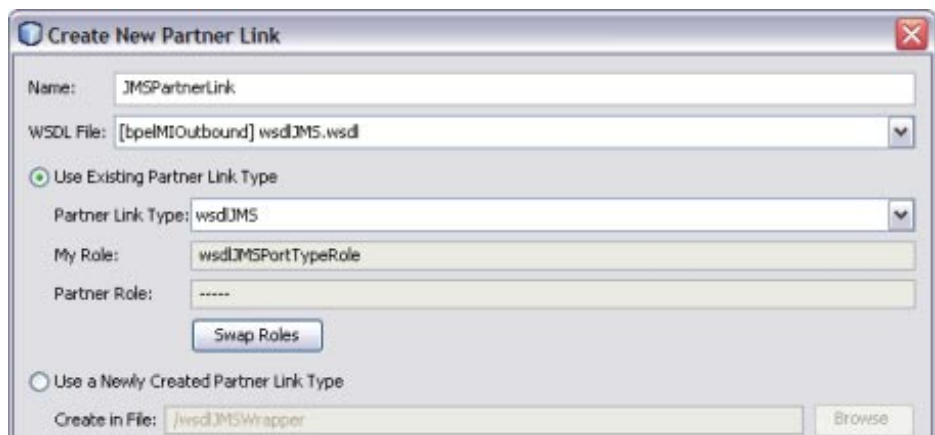 Create New Partner Link
Name: JMSPartnerLink
WSDL File: [bpelMIOutbound] wsdlJMS.wsdl
Use Existing Partner Link Type
Partner Link Type: wsdlJMS
My Role: wsdlJMSPortTypeRole
Partner Role: -----
Swap Roles
Use a Newly Created Partner Link Type
Create in File: /wsdlJMSWrapper Browse